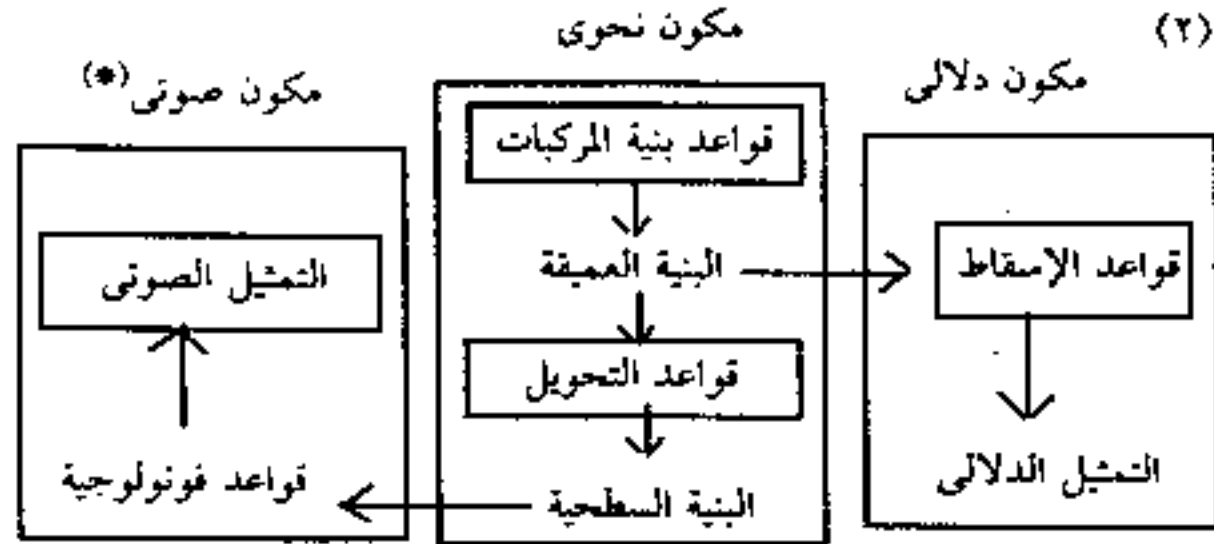 (٢)
مكون دلالى
قواعد الإسقاط
التمثيل الدلالى
مكون نحوى
قواعد بنية المركبات
البنية العميقة
قواعد التحويل
البنية السطحية
مكون صوتى(*)
التمثيل الصوتى
قواعد فونولوجية